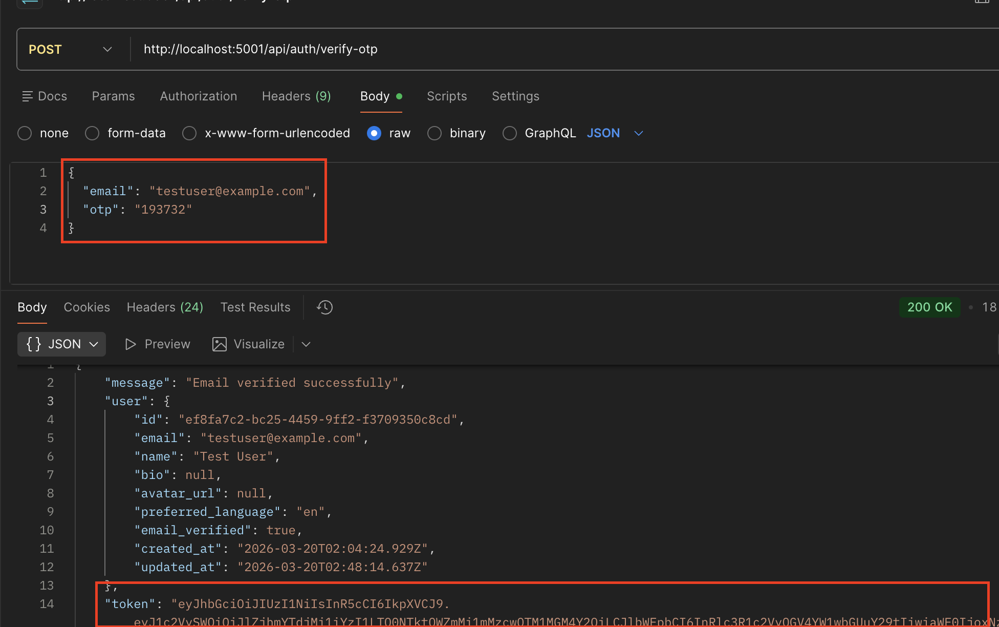 POST
http://localhost:5001/api/auth/verify-otp
Docs Params Authorization Headers (9) Body Scripts Settings
none form-data x-www-form-urlencoded raw binary GraphQL JSON
1 {
2 "email": "testuser@example.com",
3 "otp": "193732"
4 }
Body Cookies Headers (24) Test Results 200 OK • 18
{ } JSON Preview Visualize
1 {
2 "message": "Email verified successfully",
3 "user": {
4 "id": "ef8fa7c2-bc25-4459-9ff2-f3709350c8cd",
5 "email": "testuser@example.com",
6 "name": "Test User",
7 "bio": null,
8 "avatar_url": null,
9 "preferred_language": "en",
10 "email_verified": true,
11 "created_at": "2026-03-20T02:04:24.929Z",
12 "updated_at": "2026-03-20T02:48:14.637Z"
13 },
14 "token": "eyJhbGciOiJIUzI1NiIsInR5cCI6IkpXVCJ9.